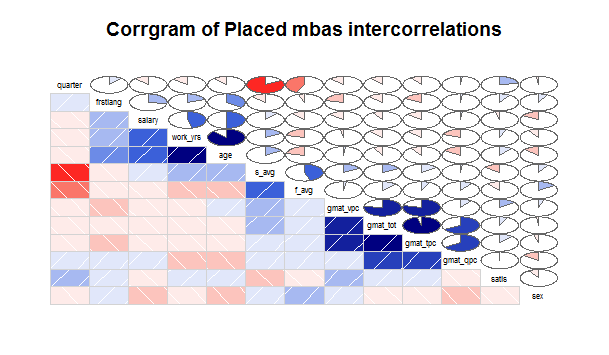 Corrgram of Placed mbas intercorrelations
quarter
frstlang
salary
work_yrs
age
s_avg
f_avg
gmat_vpc
gmat_tot
gmat_tpc
gmat_qpc
satis
sex